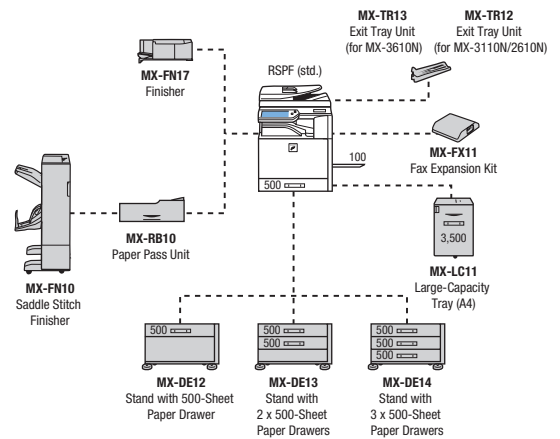 MX-TR13
Exit Tray Unit
(for MX-3610N)
MX-TR12
Exit Tray Unit
(for MX-3110N/2610N)
RSPF (std.)
MX-FN17
Finisher
100
500
MX-FX11
Fax Expansion Kit
3,500
MX-LC11
Large-Capacity
Tray (A4)
MX-RB10
Paper Pass Unit
MX-FN10
Saddle Stitch
Finisher
500
MX-DE12
Stand with 500-Sheet
Paper Drawer
500
500
MX-DE13
Stand with
2 x 500-Sheet
Paper Drawers
500
500
500
MX-DE14
Stand with
3 x 500-Sheet
Paper Drawers